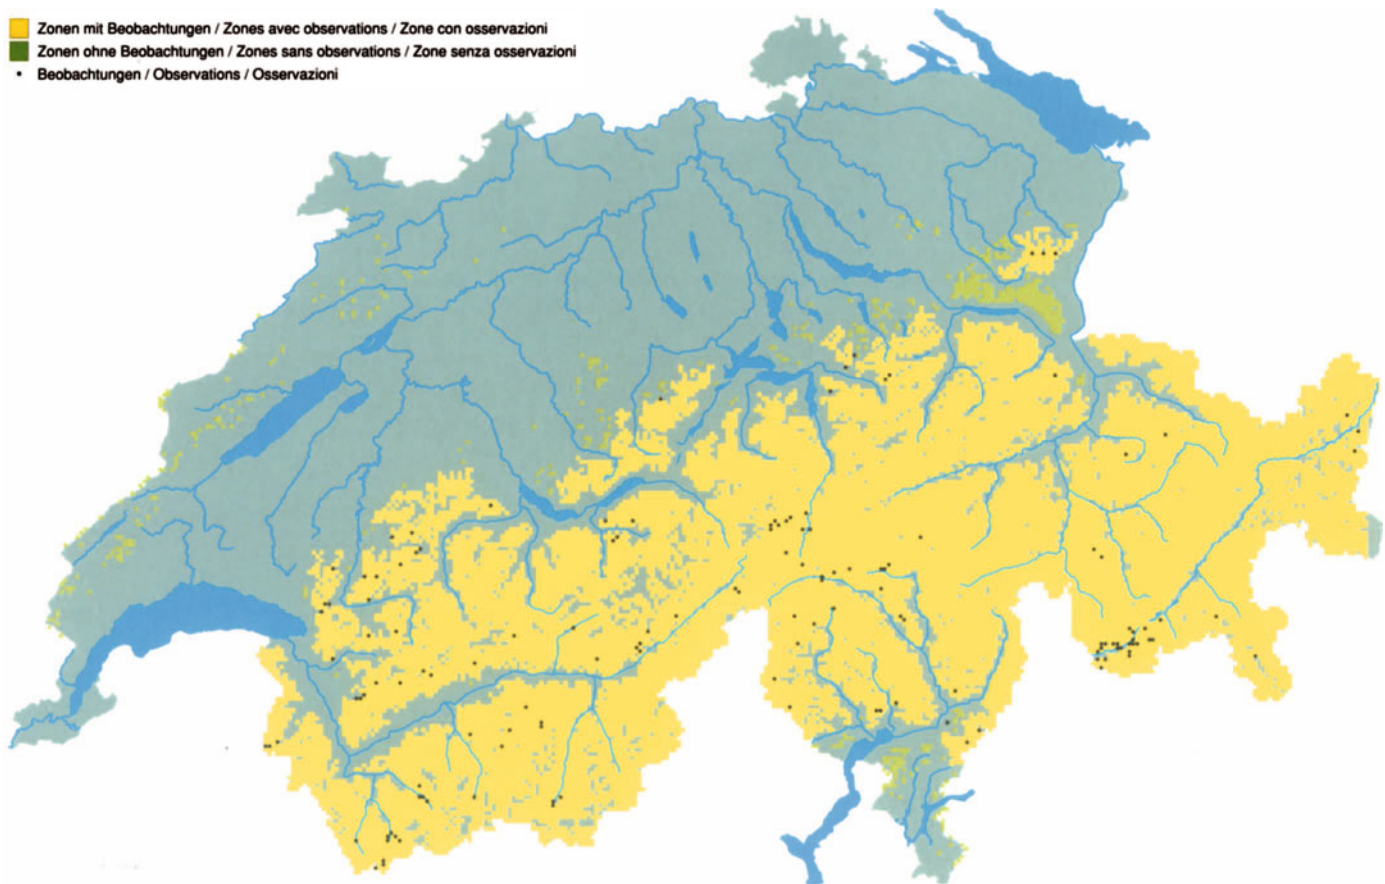 Zonen mit Beobachtungen / Zones avec observations / Zone con osservazioni
Zonen ohne Beobachtungen / Zones sans observations / Zone senza osservazioni
Beobachtungen / Observations / Osservazioni